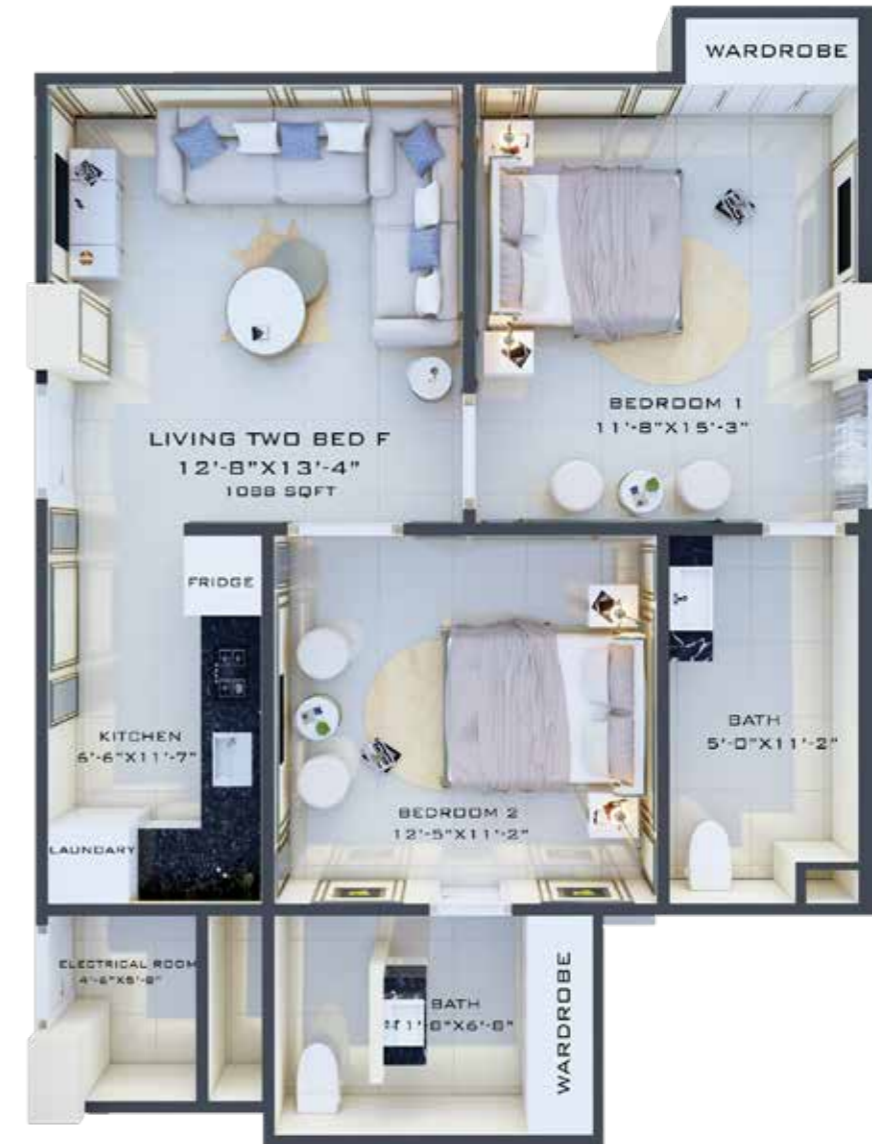 WARDROBE
BEDROOM 1
11'-8"X15'-3"
LIVING TWO BED F
12'-8"X13'-4"
1088 SQFT
FRIDGE
KITCHEN
6'-6"X11'-7"
BATH
5'-0"X11'-2"
BEDROOM 2
12'-5"X11'-2"
LAUNDARY
ELECTRICAL ROOM
BATH
WARDROBE